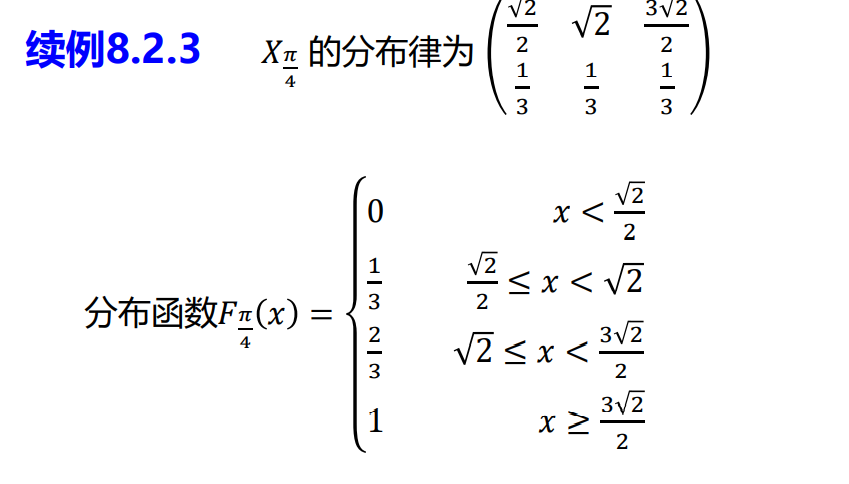 续例8.2.3 $X_{\frac{\pi}{4}}$ 的分布律为 $\begin{pmatrix} \frac{\sqrt{2}}{2} & \sqrt{2} & \frac{3\sqrt{2}}{2} \\ \frac{1}{3} & \frac{1}{3} & \frac{1}{3} \end{pmatrix}$
分布函数$F_{\frac{\pi}{4}}(x) = \begin{cases} 0 & x < \frac{\sqrt{2}}{2} \\ \frac{1}{3} & \frac{\sqrt{2}}{2} \leq x < \sqrt{2} \\ \frac{2}{3} & \sqrt{2} \leq x < \frac{3\sqrt{2}}{2} \\ 1 & x \geq \frac{3\sqrt{2}}{2} \end{cases}$